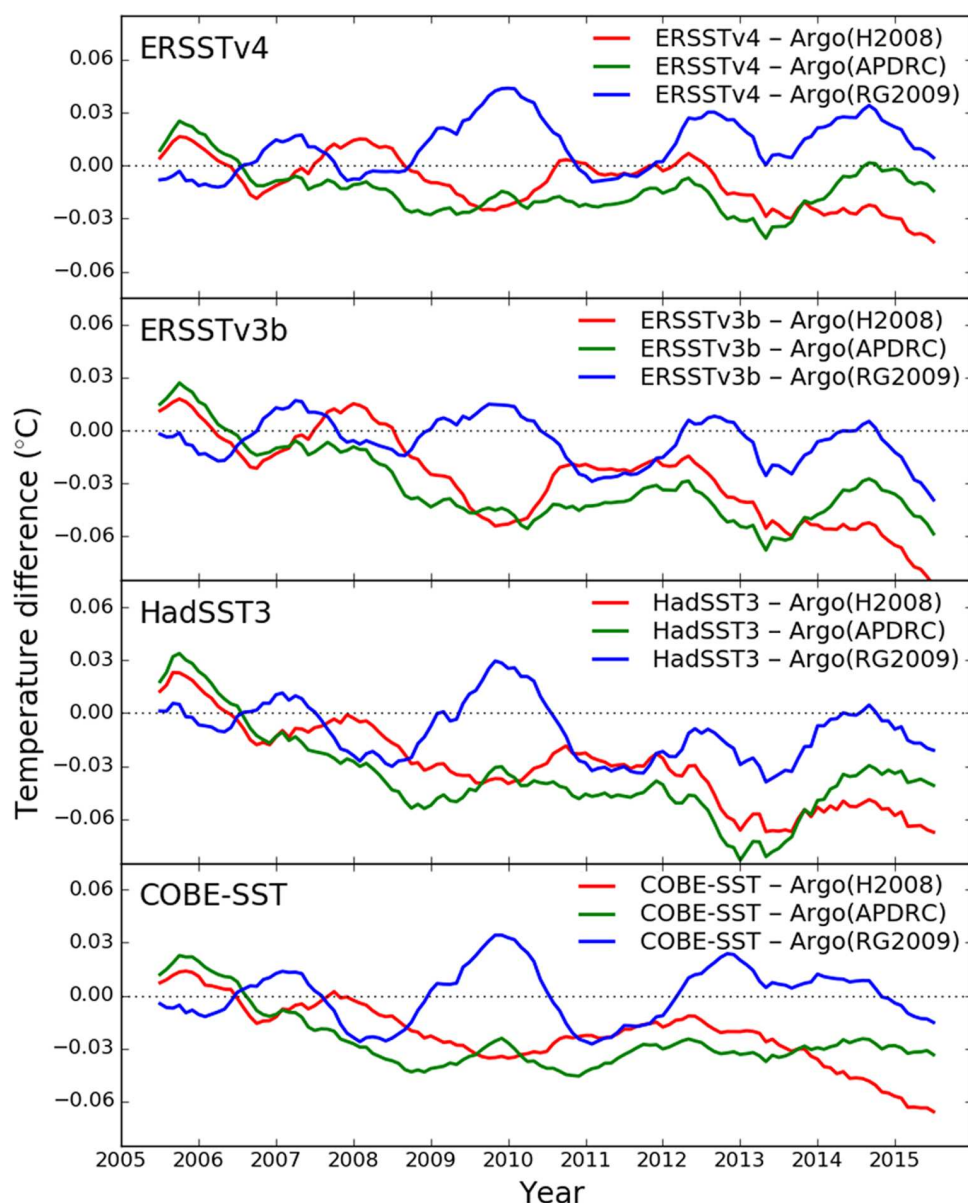 ERSSTv4
ERSSTv4 – Argo(H2008)
ERSSTv4 – Argo(APDRC)
ERSSTv4 – Argo(RG2009)
0.06
0.03
0.00
−0.03
−0.06
ERSSTv3b
ERSSTv3b – Argo(H2008)
ERSSTv3b – Argo(APDRC)
ERSSTv3b – Argo(RG2009)
0.06
0.03
0.00
−0.03
−0.06
HadSST3
HadSST3 – Argo(H2008)
HadSST3 – Argo(APDRC)
HadSST3 – Argo(RG2009)
0.06
0.03
0.00
−0.03
−0.06
COBE-SST
COBE-SST – Argo(H2008)
COBE-SST – Argo(APDRC)
COBE-SST – Argo(RG2009)
0.06
0.03
0.00
−0.03
−0.06
Temperature difference (°C)
2005 2006 2007 2008 2009 2010 2011 2012 2013 2014 2015
Year